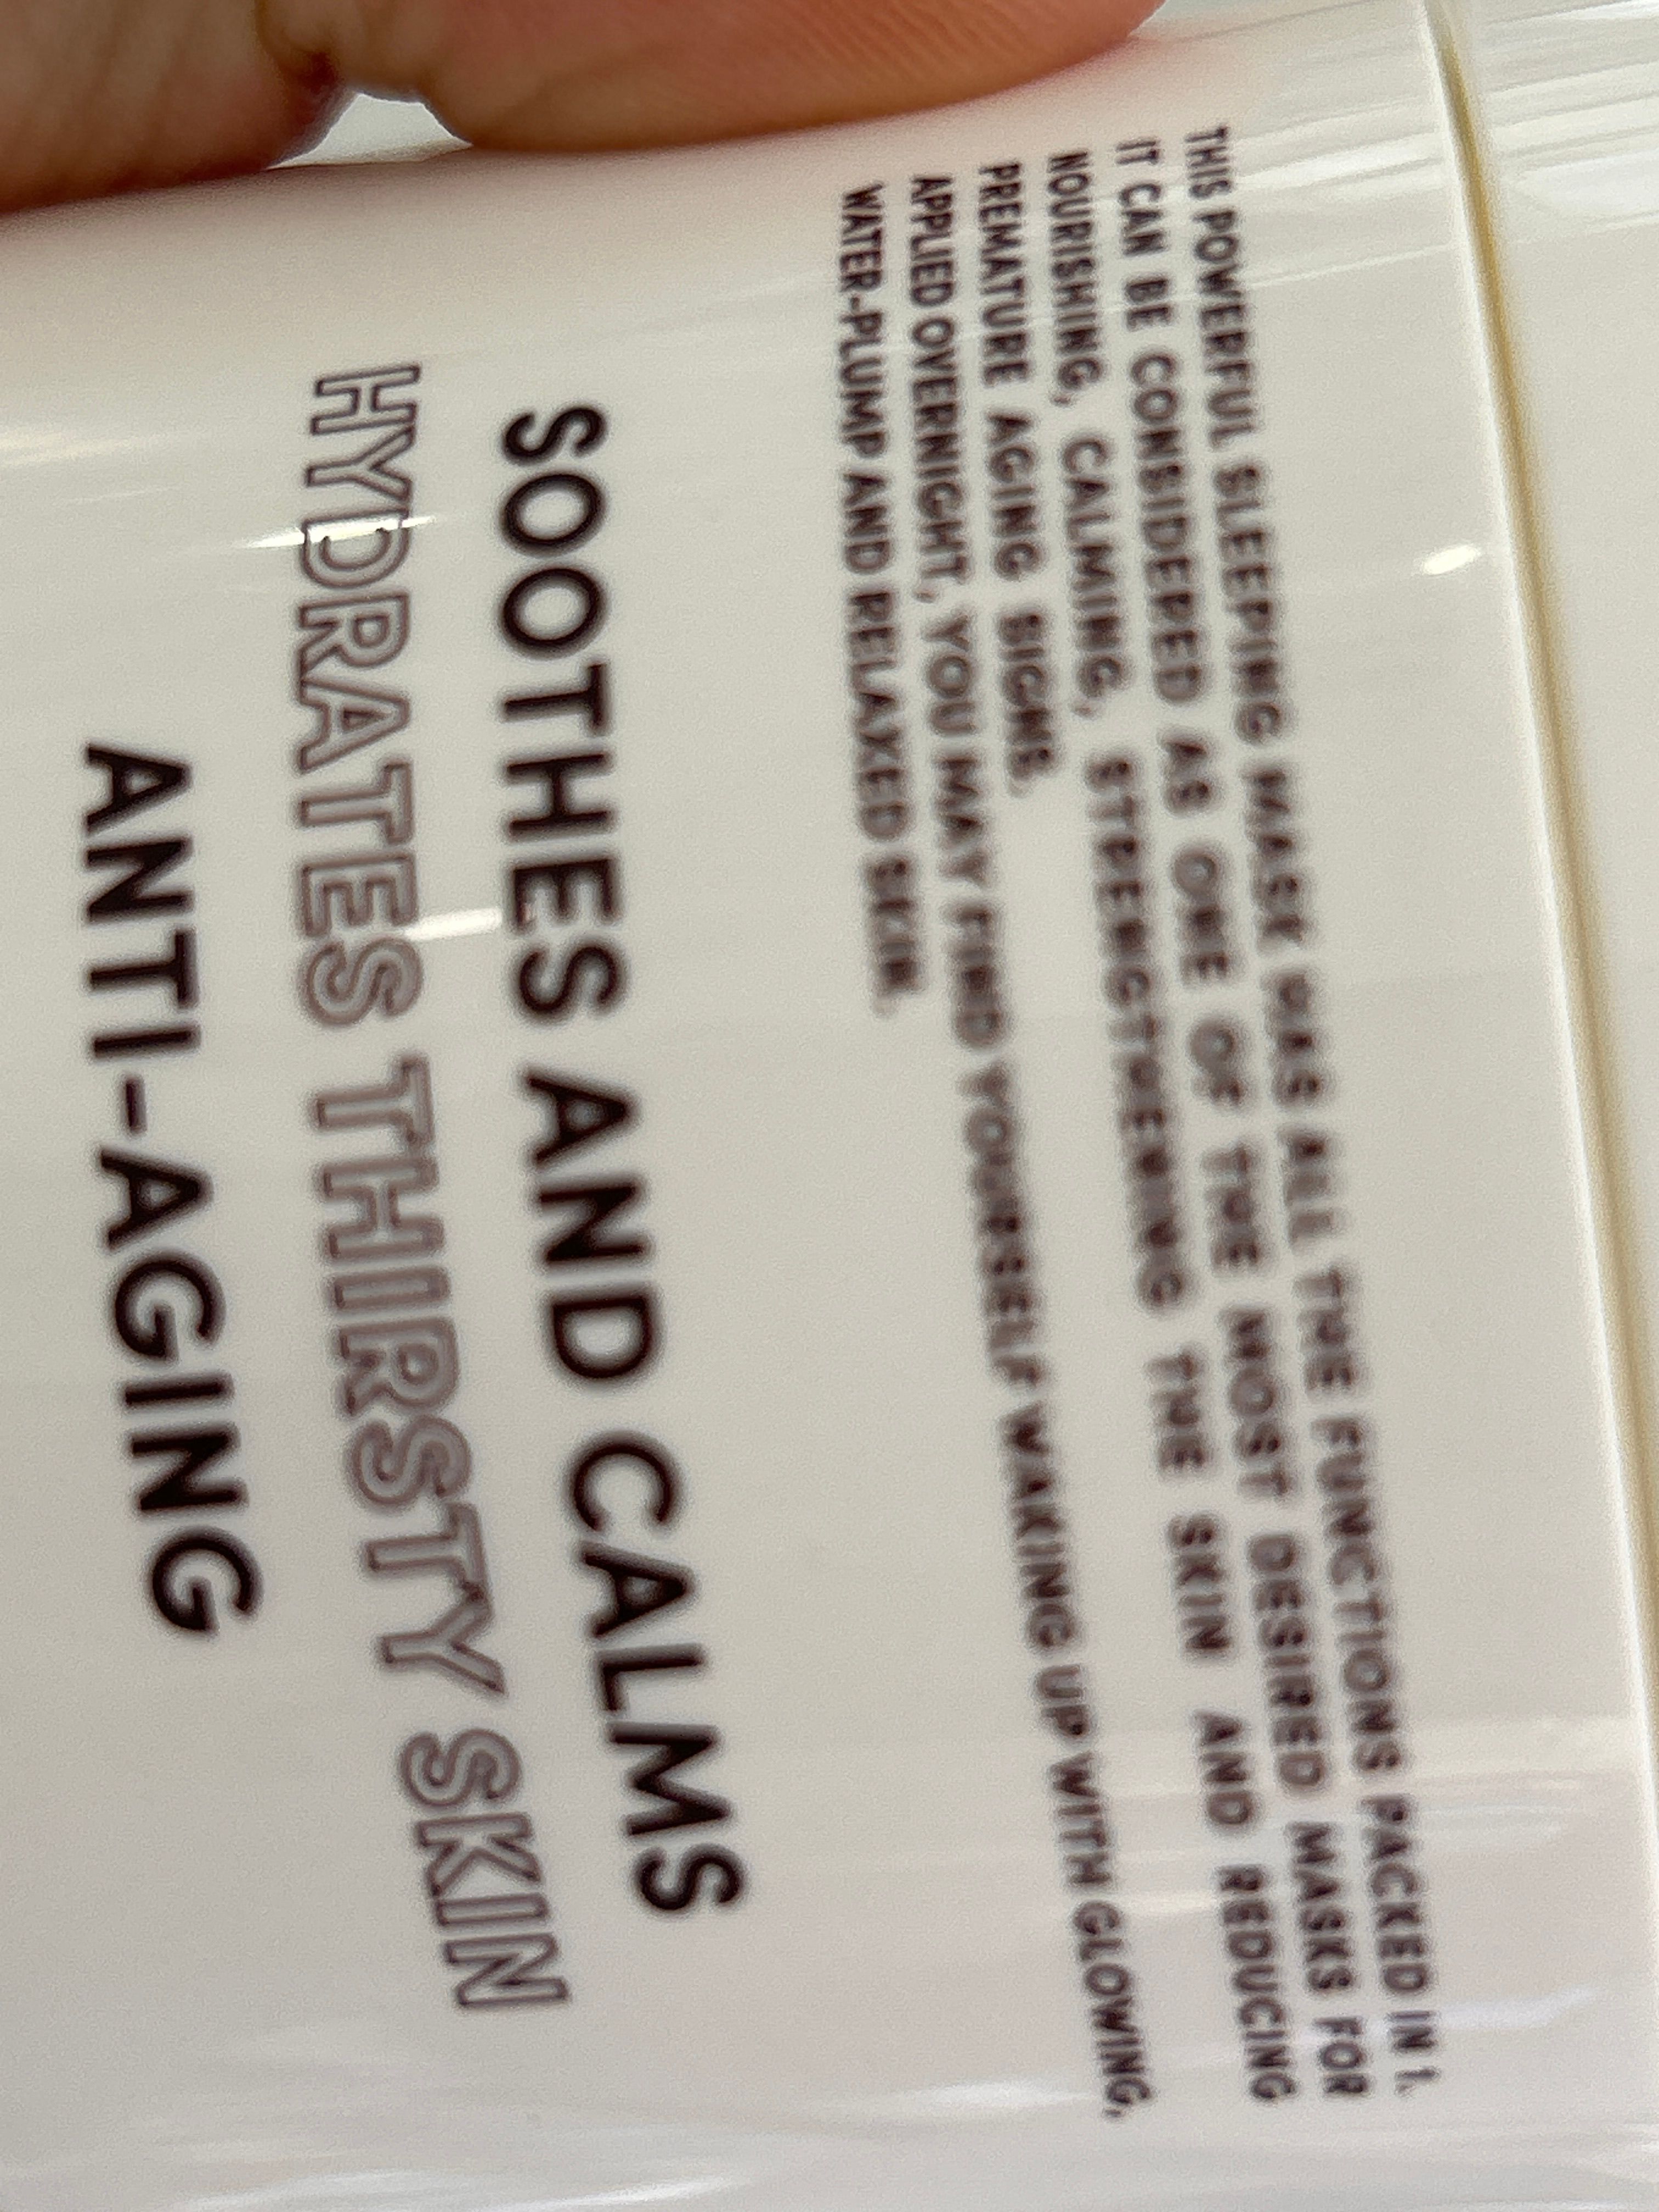 THIS POWERFUL SLEEPING MASK HAS ALL THE FUNCTIONS PACKED IN 1.
IT CAN BE CONSIDERED AS ONE OF THE MOST DESIRED MASKS FOR
NOURISHING, CALMING, STRENGTHENING THE SKIN AND REDUCING
PREMATURE AGING SIGNS.
APPLIED OVERNIGHT, YOU MAY FIND YOURSELF WAKING UP WITH GLOWING,
WATER-PLUMP AND RELAXED SKIN.
SOOTHES AND CALMS
HYDRATES THIRSTY SKIN
ANTI-AGING